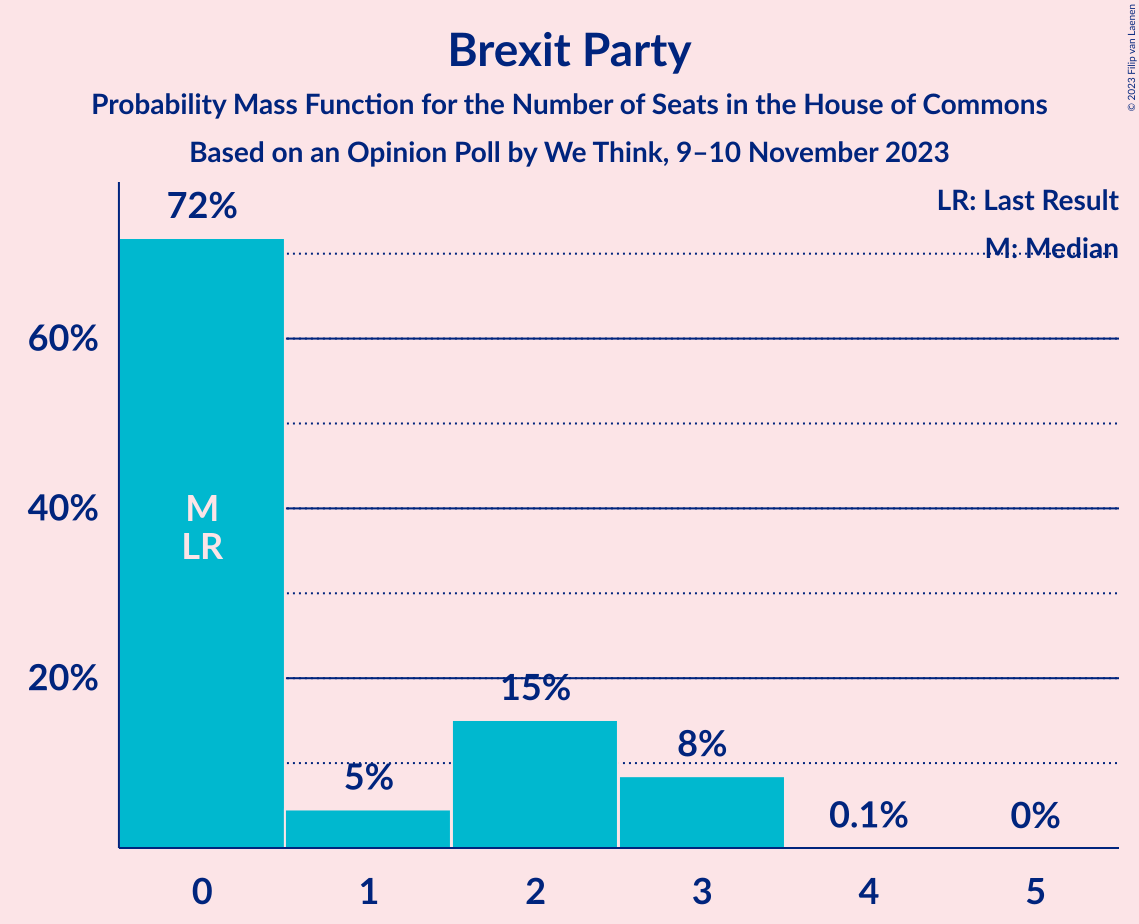 Brexit Party
Probability Mass Function for the Number of Seats in the House of Commons
Based on an Opinion Poll by We Think, 9–10 November 2023
© 2023 Filip van Laenen
LR: Last Result
M: Median
72%
60%
40%
20%
M
LR
5%
15%
8%
0.1%
0%
0 1 2 3 4 5